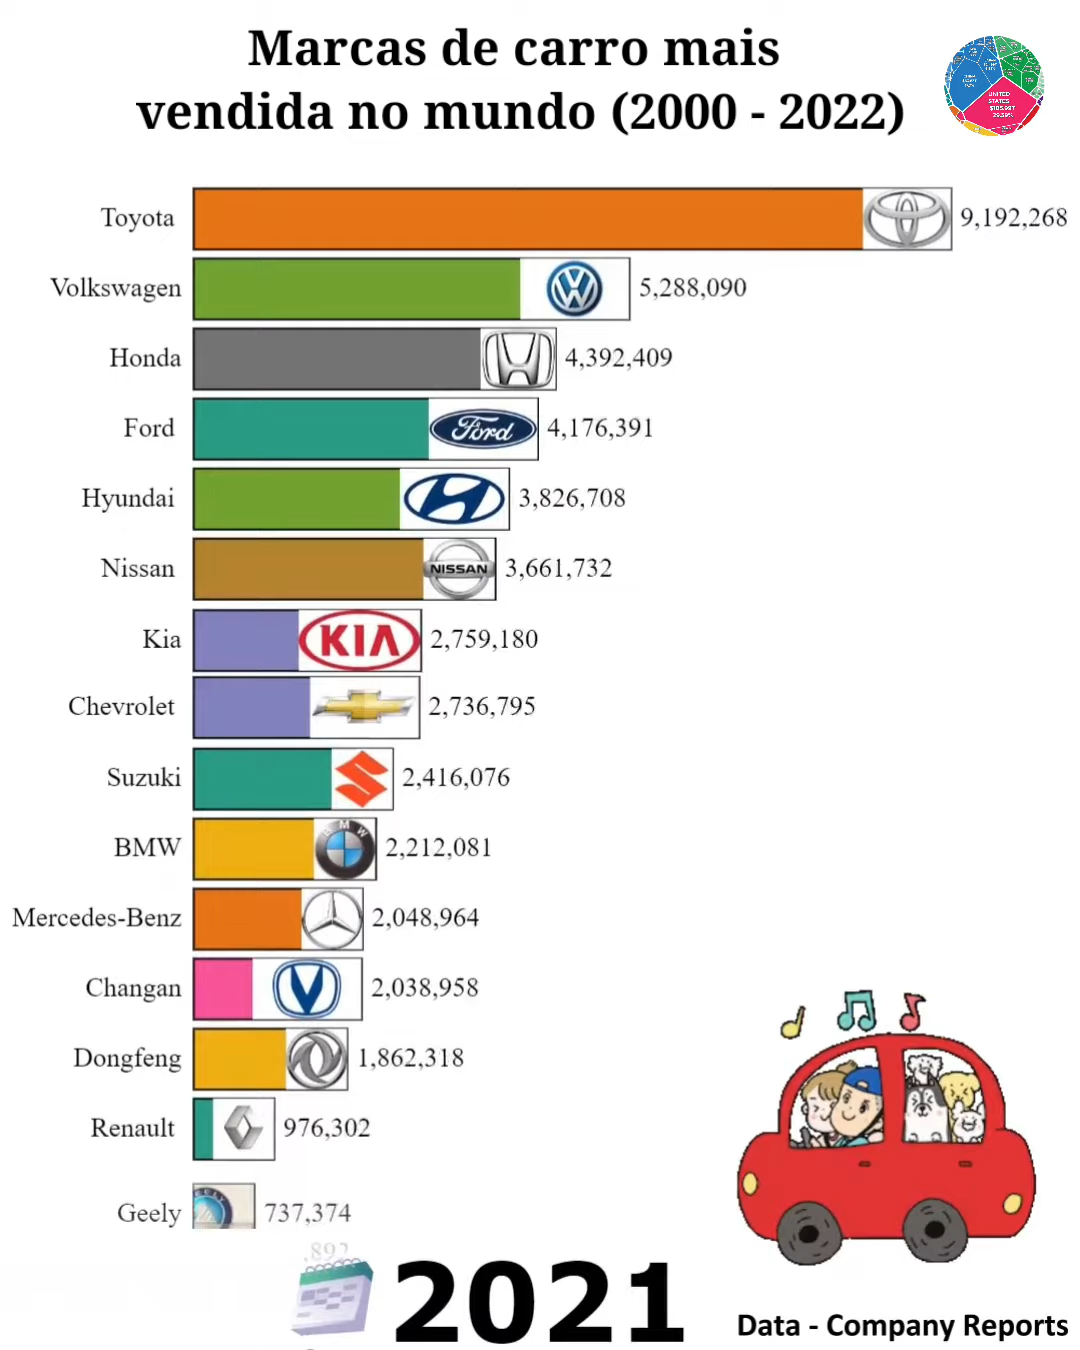 Marcas de carro mais
vendida no mundo (2000 - 2022)
UNITED
STATES
Toyota 9,192,268
Volkswagen 5,288,090
Honda 4,392,409
Ford Ford 4,176,391
Hyundai 3,826,708
Nissan NISSAN 3,661,732
Kia KIA 2,759,180
Chevrolet 2,736,795
Suzuki 2,416,076
BMW BMW 2,212,081
Mercedes-Benz 2,048,964
Changan 2,038,958
Dongfeng 1,862,318
Renault 976,302
Geely GEELY 737,374
,892
2021
Data - Company Reports